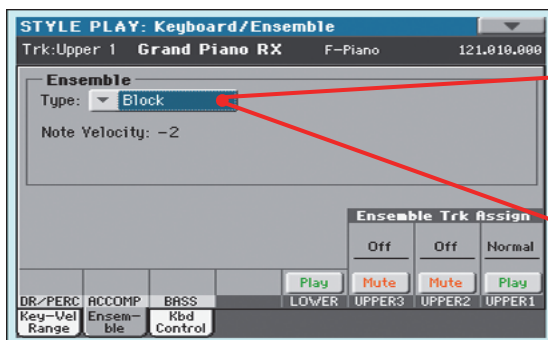 STYLE PLAY: Keyboard/Ensemble
Trk:Upper 1 Grand Piano RX F-Piano 121.010.000
Ensemble
Type: Block
Note Velocity: -2
Ensemble Trk Assign
Off Off Normal
Play Mute Mute Play
DR/PERC ACCOMP BASS LOWER UPPER3 UPPER2 UPPER1
Key-Vel Range Ensem-ble Kbd Control